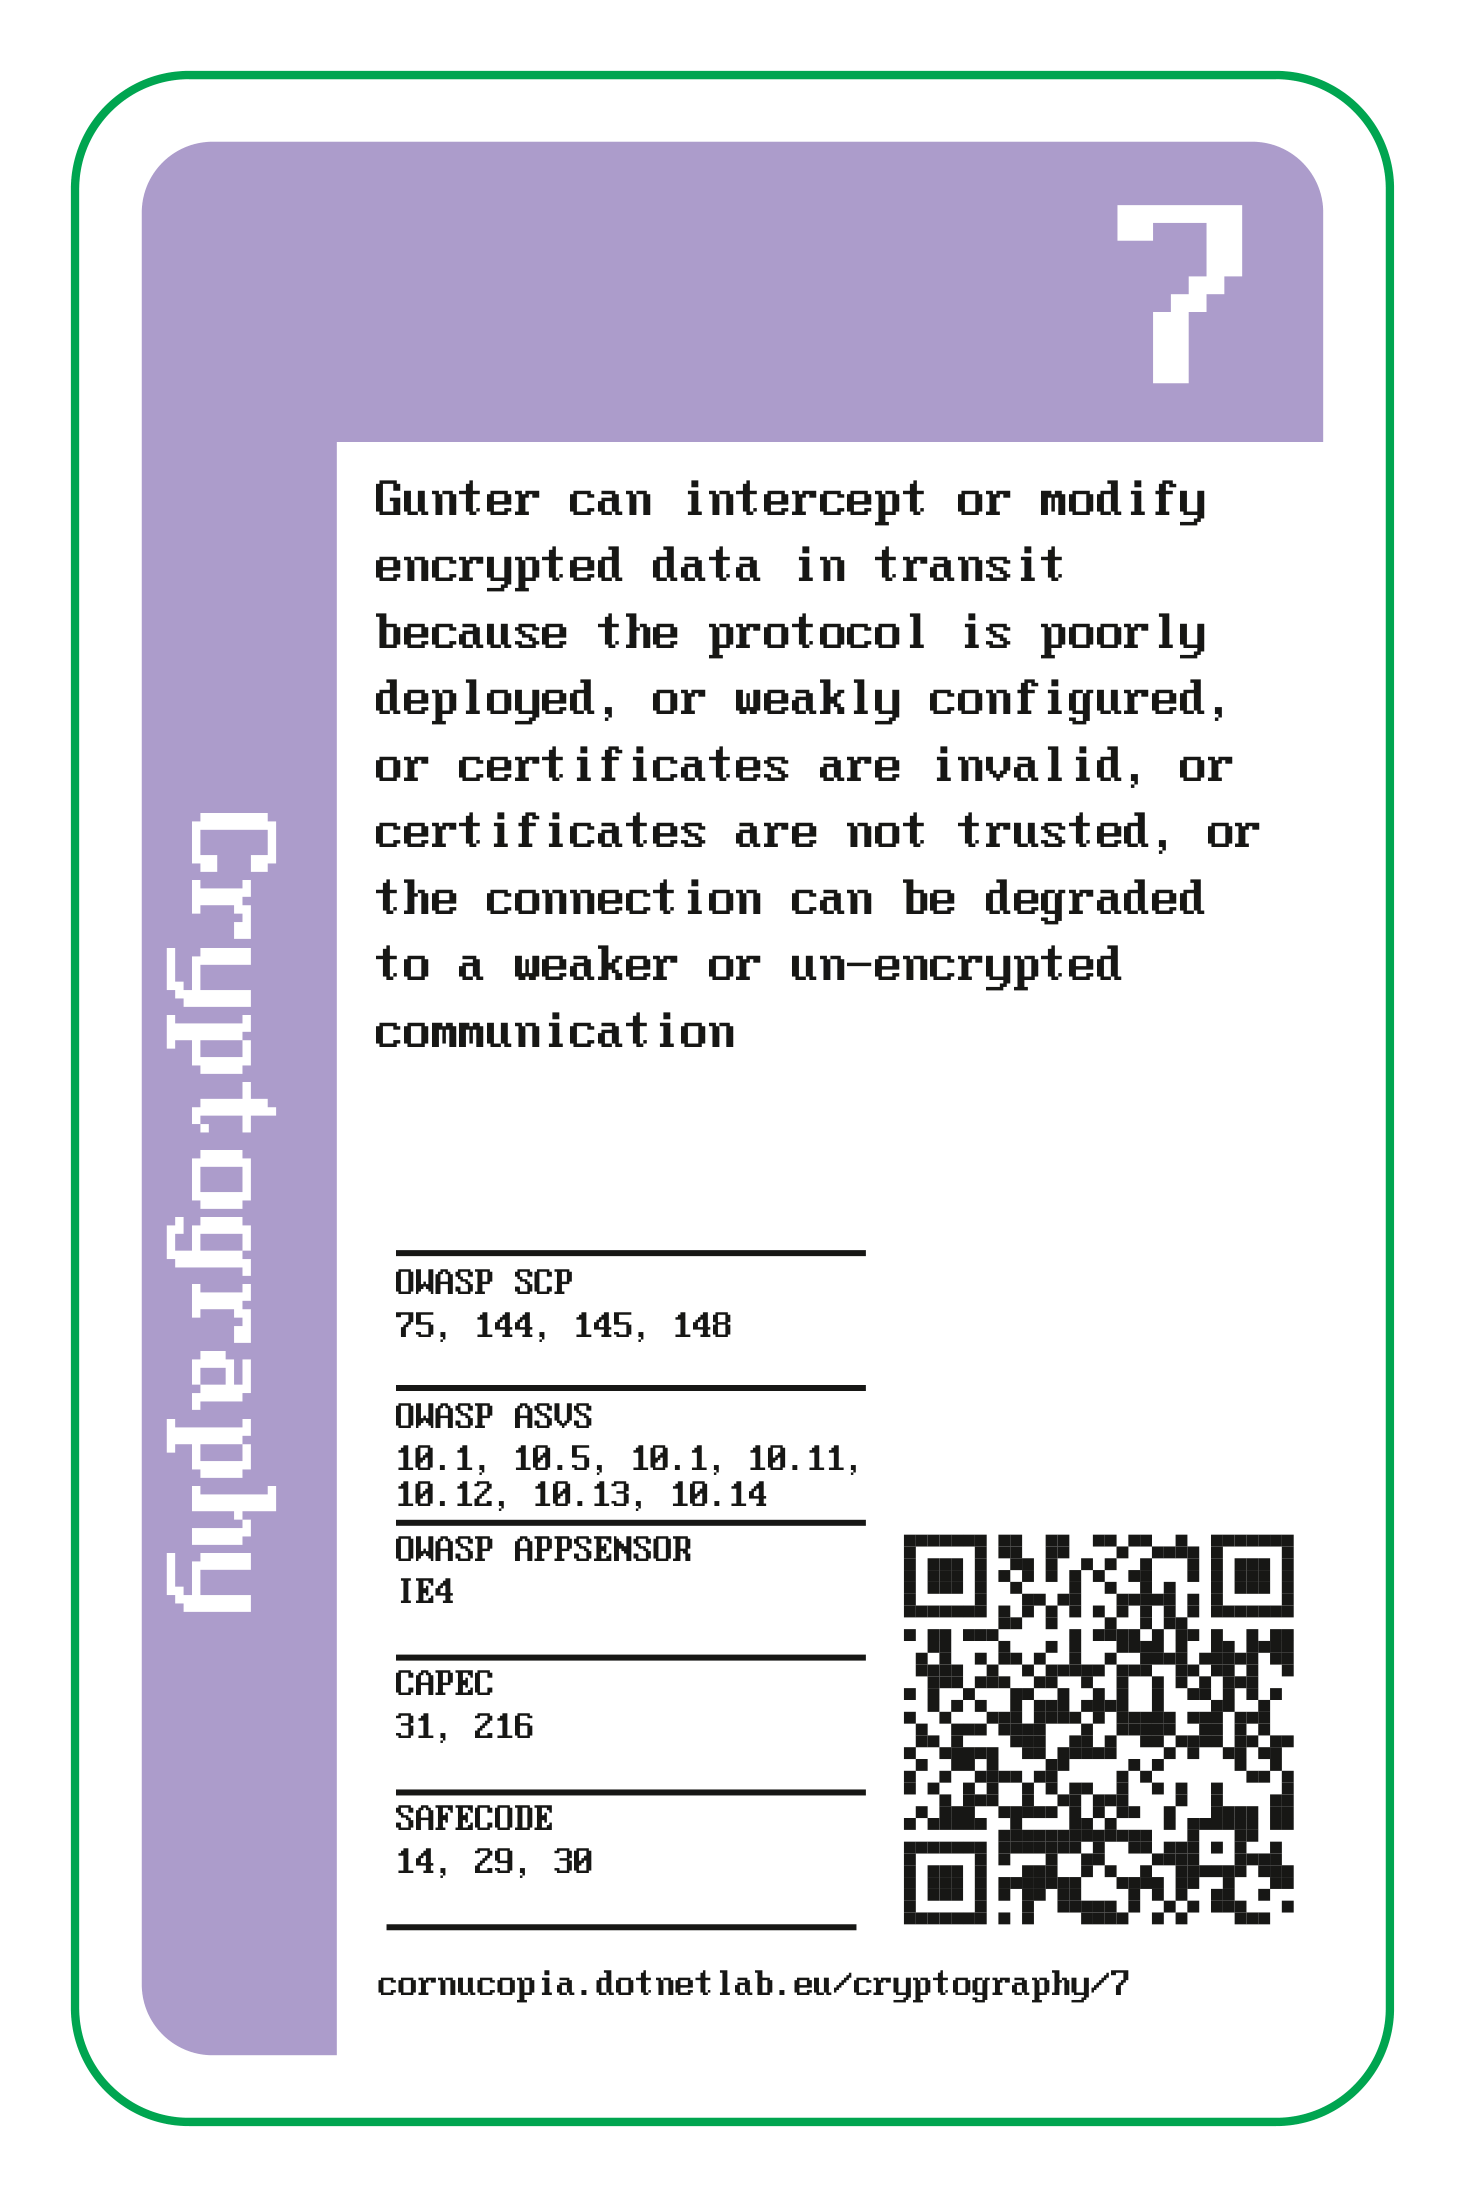 7
Gunter can intercept or modify
encrypted data in transit
because the protocol is poorly
deployed, or weakly configured,
or certificates are invalid, or
certificates are not trusted, or
the connection can be degraded
to a weaker or un-encrypted
communication
Cryptography
OWASP SCP
75, 144, 145, 148
OWASP ASVS
10.1, 10.5, 10.1, 10.11,
10.12, 10.13, 10.14
OWASP APPSENSOR
IE4
CAPEC
31, 216
SAFECODE
14, 29, 30
cornucopia.dotnetlab.eu/cryptography/7